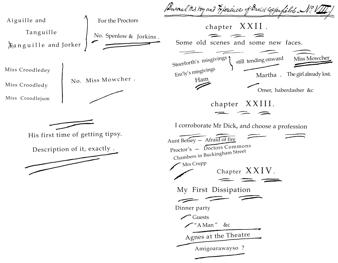 Personal History and Experience of David Copperfield. — No. VIII.
Aiguille and
Tanguille
Tanguille and Jorker
For the Proctors
No. Spenlow & Jorkins.
Miss Croodledey
Miss Croodledy
Miss Croodlejum
No. Miss Mowcher.
His first time of getting tipsy.
Description of it, exactly.
chapter XXII.
Some old scenes and some new faces.
Steerforth's misgivings
Em'ly's misgivings
still tending onward
Miss Mowcher
Ham
Martha. The girl already lost.
Omer, haberdasher &c
chapter XXIII.
I corroborate Mr Dick, and choose a profession
Aunt Betsey – Afraid of fire
Proctor's – Doctors Commons
Chambers in Buckingham Street
Mrs Crupp
Chapter XXIV.
My First Dissipation
Dinner party
Guests
"A Man" &c
Agnes at the Theatre
Amigoarawayso ?